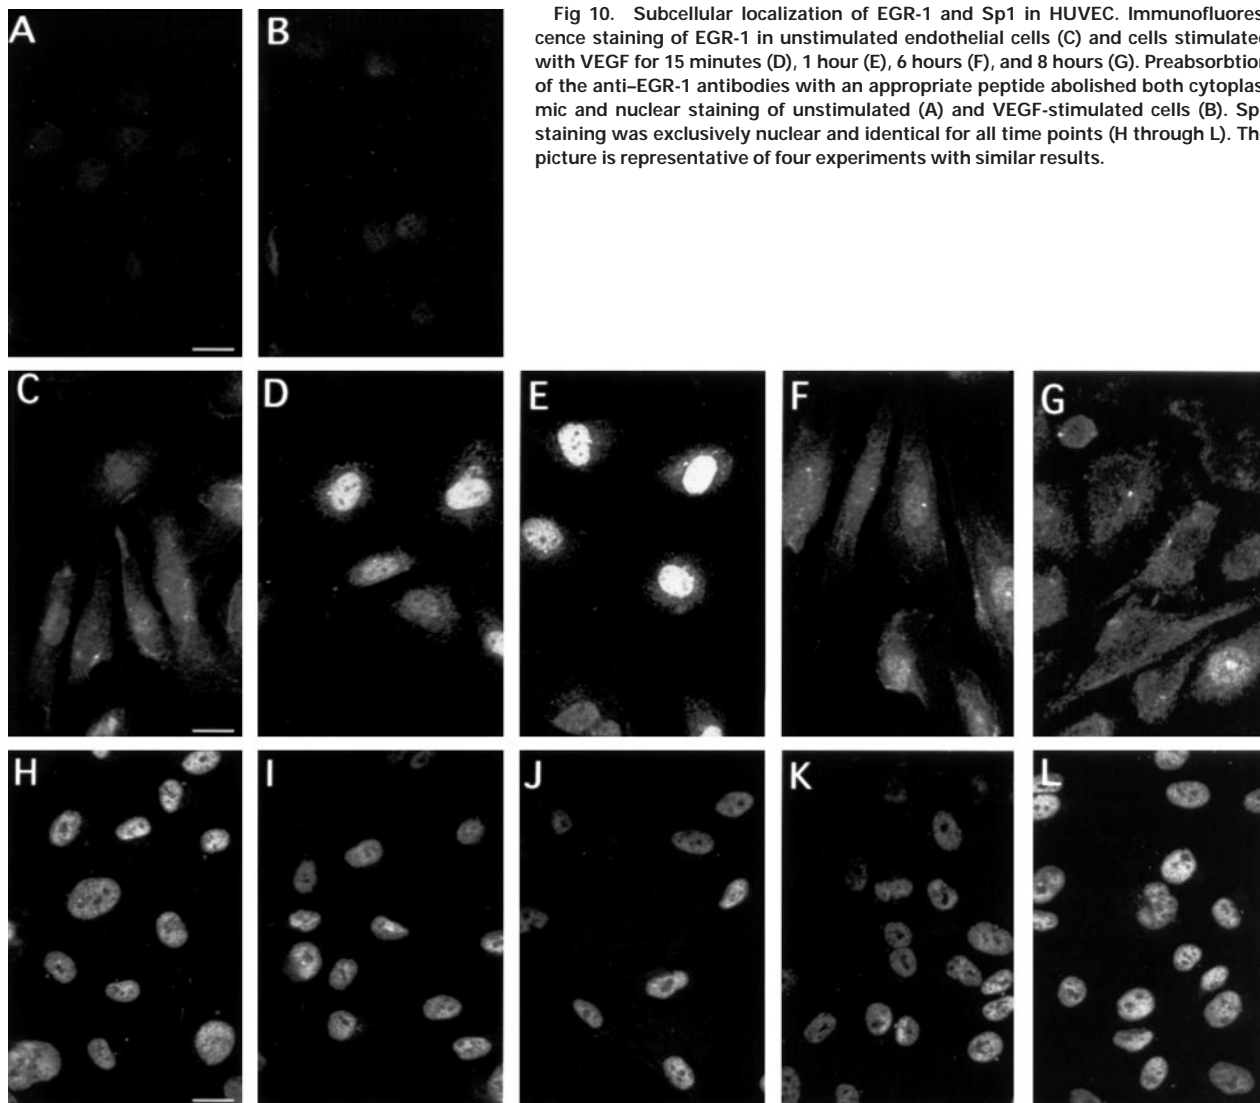 Fig 10. Subcellular localization of EGR-1 and Sp1 in HUVEC. Immunofluores
cence staining of EGR-1 in unstimulated endothelial cells (C) and cells stimulate
with VEGF for 15 minutes (D), 1 hour (E), 6 hours (F), and 8 hours (G). Preabsorbtion
of the anti–EGR-1 antibodies with an appropriate peptide abolished both cytoplas
mic and nuclear staining of unstimulated (A) and VEGF-stimulated cells (B). Sp
staining was exclusively nuclear and identical for all time points (H through L). Th
picture is representative of four experiments with similar results.
A
B
C
D
E
F
G
H
I
J
K
L